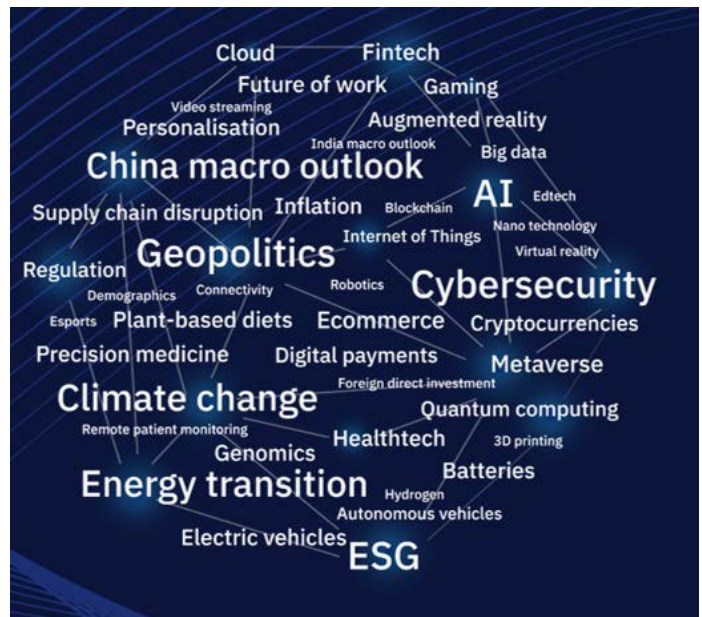 Cloud
Fintech
Future of work
Gaming
Video streaming
Personalisation
Augmented reality
India macro outlook
Big data
China macro outlook
AI
Edtech
Supply chain disruption
Inflation
Blockchain
Nano technology
Internet of Things
Geopolitics
Virtual reality
Regulation
Demographics
Connectivity
Robotics
Cybersecurity
Esports
Plant-based diets
Ecommerce
Cryptocurrencies
Precision medicine
Digital payments
Metaverse
Foreign direct investment
Climate change
Quantum computing
Remote patient monitoring
Healthtech
3D printing
Genomics
Batteries
Energy transition
Hydrogen
Autonomous vehicles
Electric vehicles
ESG